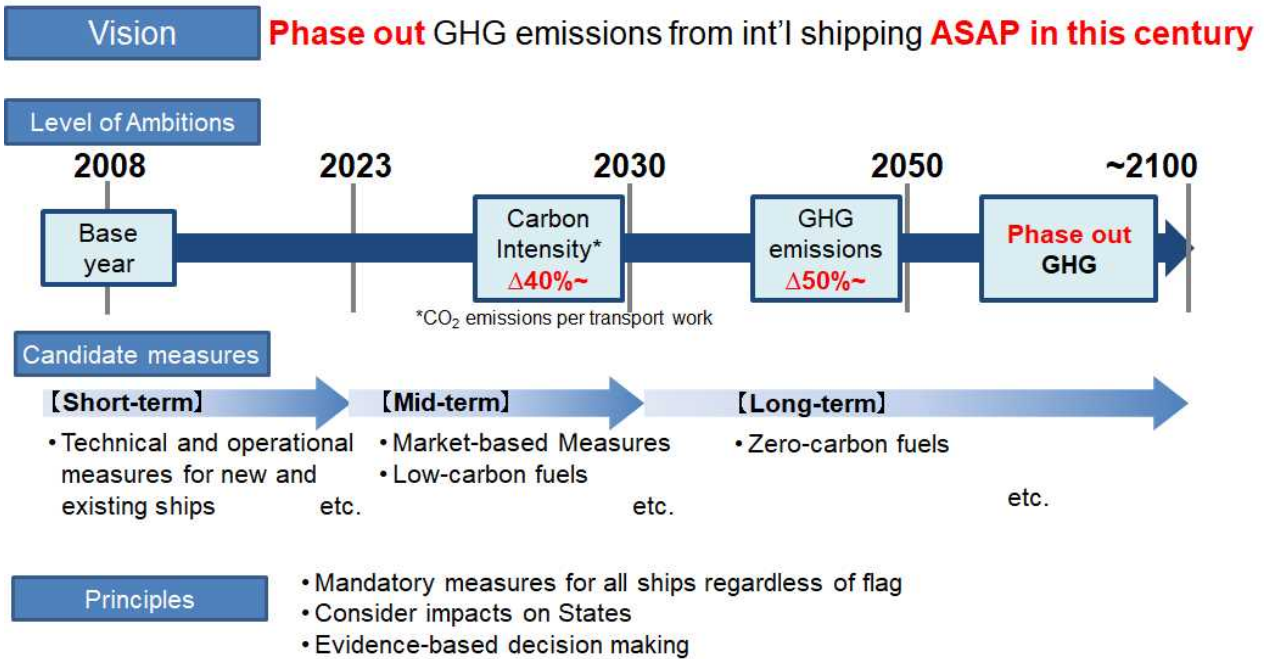 Vision
Phase out GHG emissions from int'l shipping ASAP in this century
Level of Ambitions
2008
2023
2030
2050
~2100
Base
year
Carbon
Intensity*
Δ40%~
GHG
emissions
Δ50%~
Phase out
GHG
*CO₂ emissions per transport work
Candidate measures
【Short-term】
【Mid-term】
【Long-term】
• Technical and operational
measures for new and
existing ships
etc.
• Market-based Measures
• Low-carbon fuels
etc.
• Zero-carbon fuels
etc.
Principles
• Mandatory measures for all ships regardless of flag
• Consider impacts on States
• Evidence-based decision making